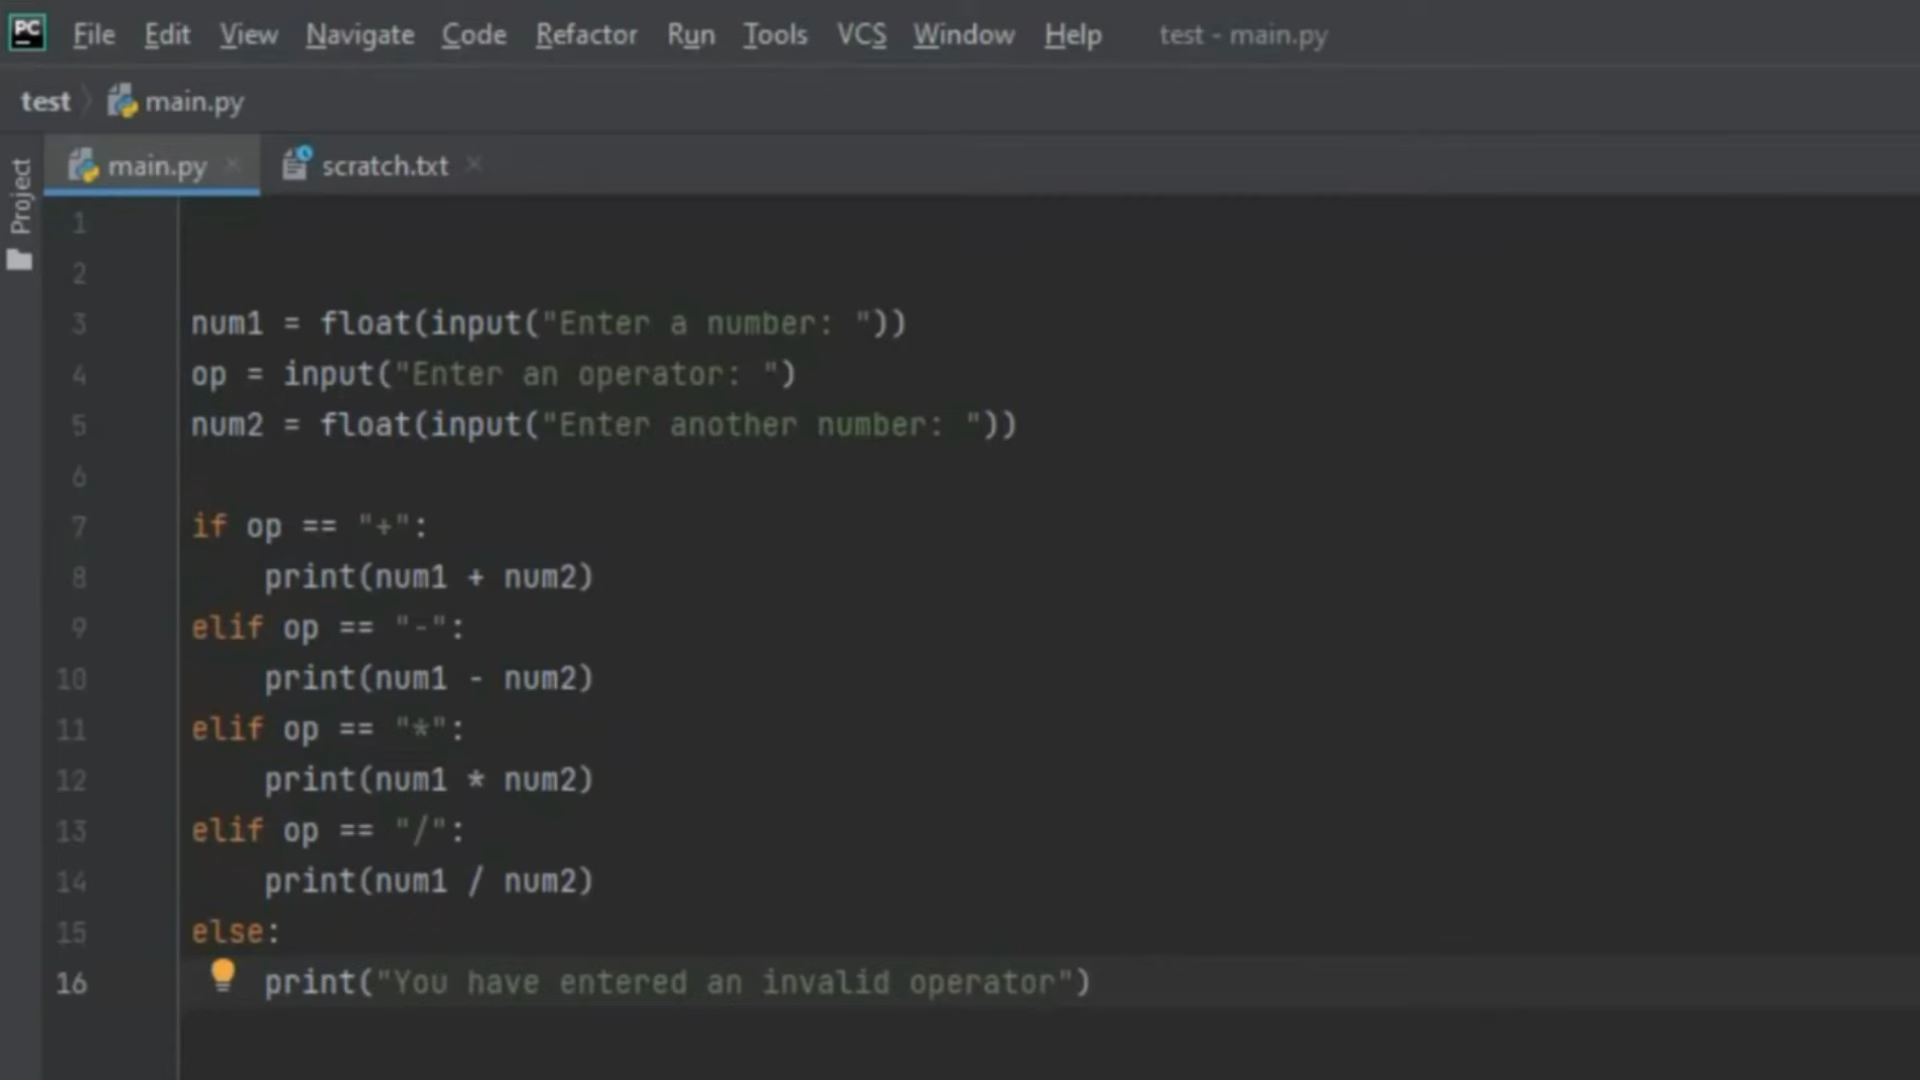 PC File Edit View Navigate Code Refactor Run Tools VCS Window Help test - main.py
test main.py
main.py scratch.txt
Project
1
2
3 num1 = float(input("Enter a number: "))
4 op = input("Enter an operator: ")
5 num2 = float(input("Enter another number: "))
6
7 if op == "+":
8     print(num1 + num2)
9 elif op == "-":
10     print(num1 - num2)
11 elif op == "*":
12     print(num1 * num2)
13 elif op == "/":
14     print(num1 / num2)
15 else:
16     print("You have entered an invalid operator")